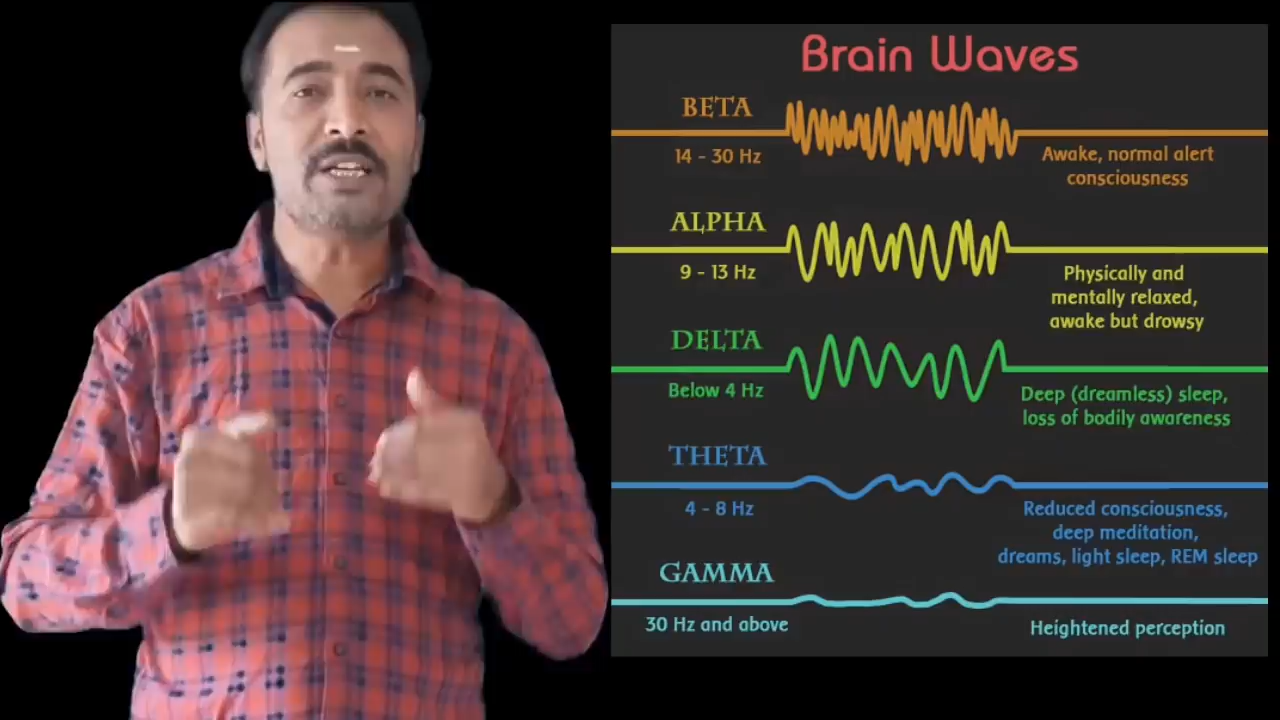 Brain Waves
BETA
14 - 30 Hz
Awake, normal alert
consciousness
ALPHA
9 - 13 Hz
Physically and
mentally relaxed,
awake but drowsy
DELTA
Below 4 Hz
Deep (dreamless) sleep,
loss of bodily awareness
THETA
4 - 8 Hz
Reduced consciousness,
deep meditation,
dreams, light sleep, REM sleep
GAMMA
30 Hz and above
Heightened perception